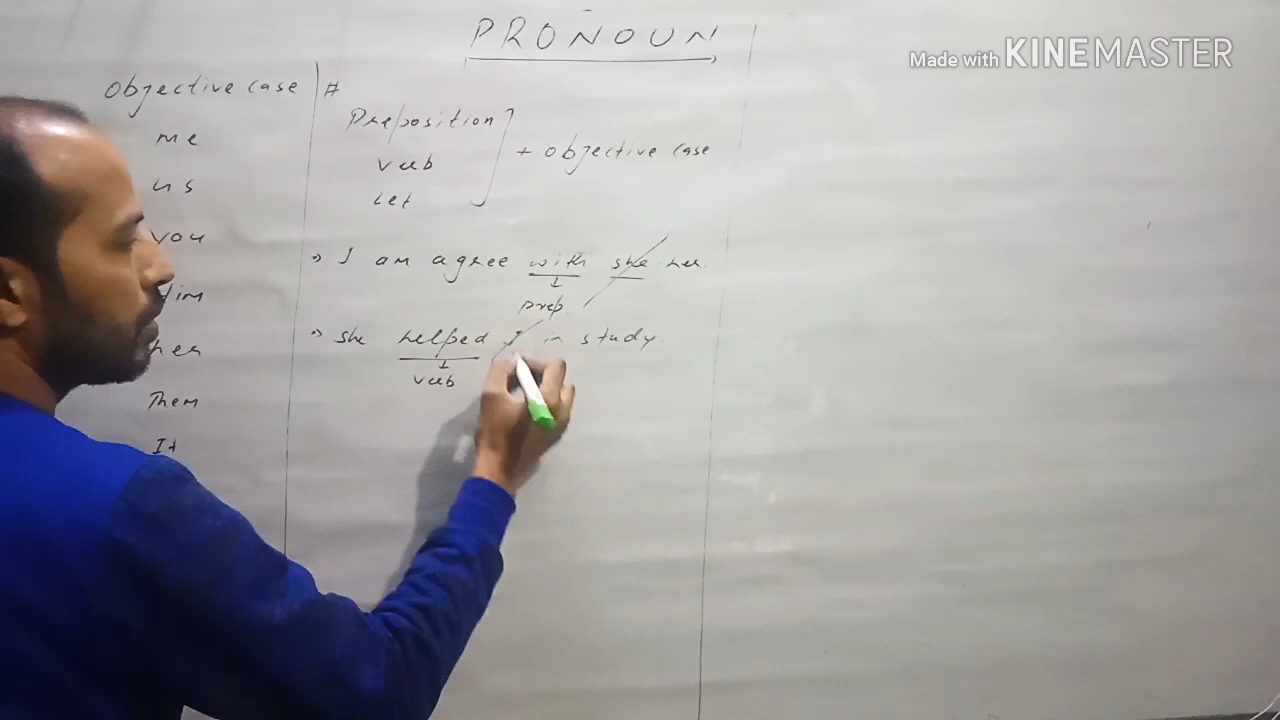 PRONOUN
Made with KINEMASTER
objective case
me
us
you
him
her
Them
It
#
Preposition
verb
Let
+ objective case
I am agree with she her.
prep.
she helped I in study
verb